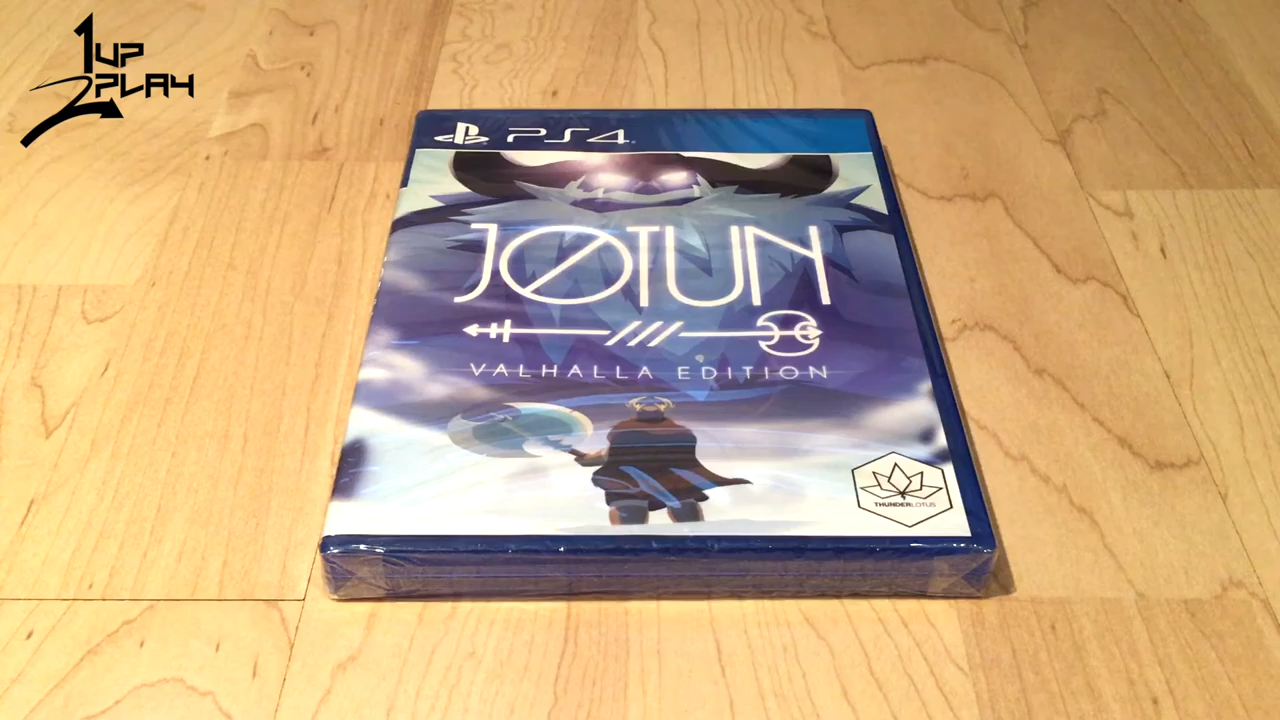 1UP
2PLAY
PS4
JØTUN
VALHALLA EDITION
THUNDERLOTUS